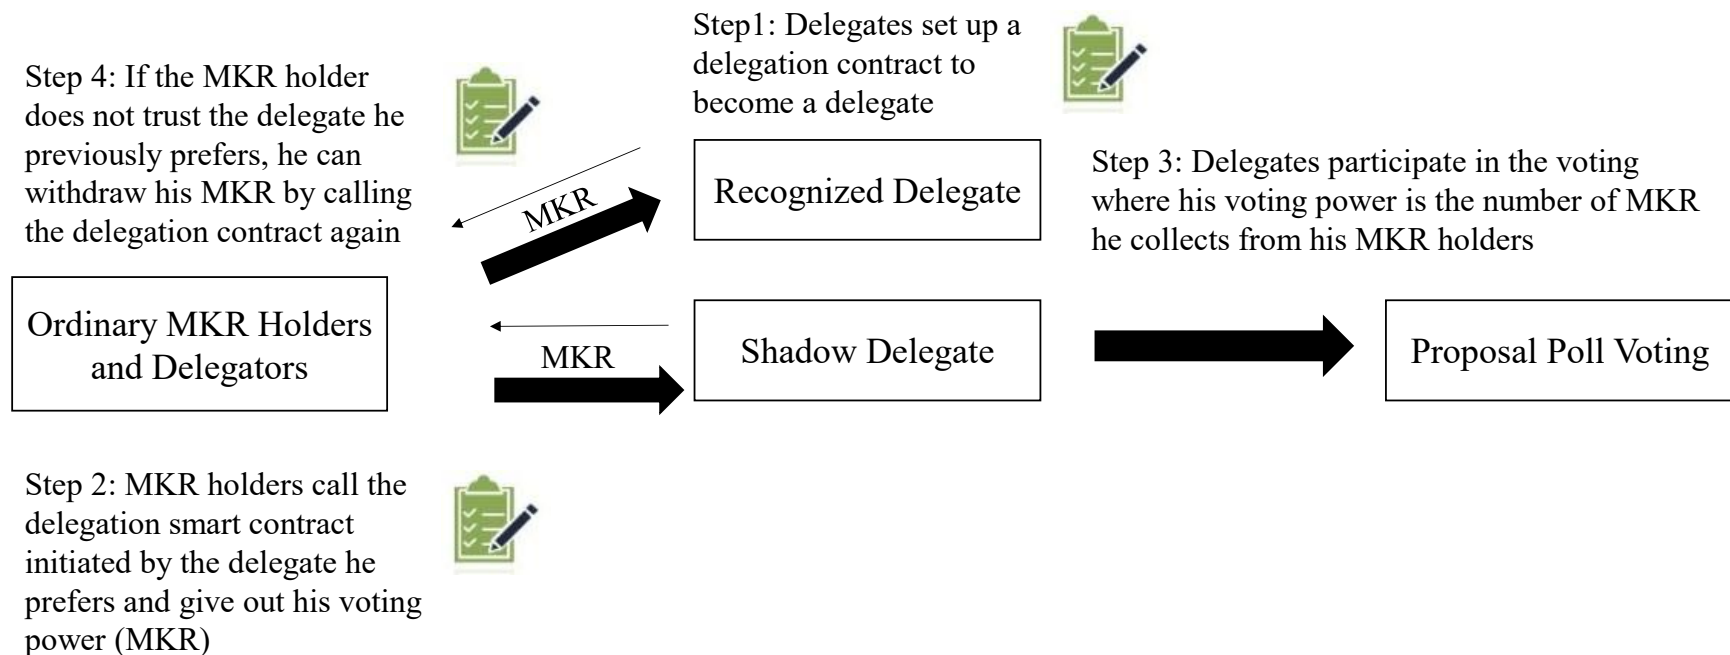 Step1: Delegates set up a
delegation contract to
become a delegate
Step 4: If the MKR holder
does not trust the delegate he
previously prefers, he can
withdraw his MKR by calling
the delegation contract again
MKR
Recognized Delegate
Step 3: Delegates participate in the voting
where his voting power is the number of MKR
he collects from his MKR holders
Ordinary MKR Holders
and Delegators
MKR
Shadow Delegate
Proposal Poll Voting
Step 2: MKR holders call the
delegation smart contract
initiated by the delegate he
prefers and give out his voting
power (MKR)